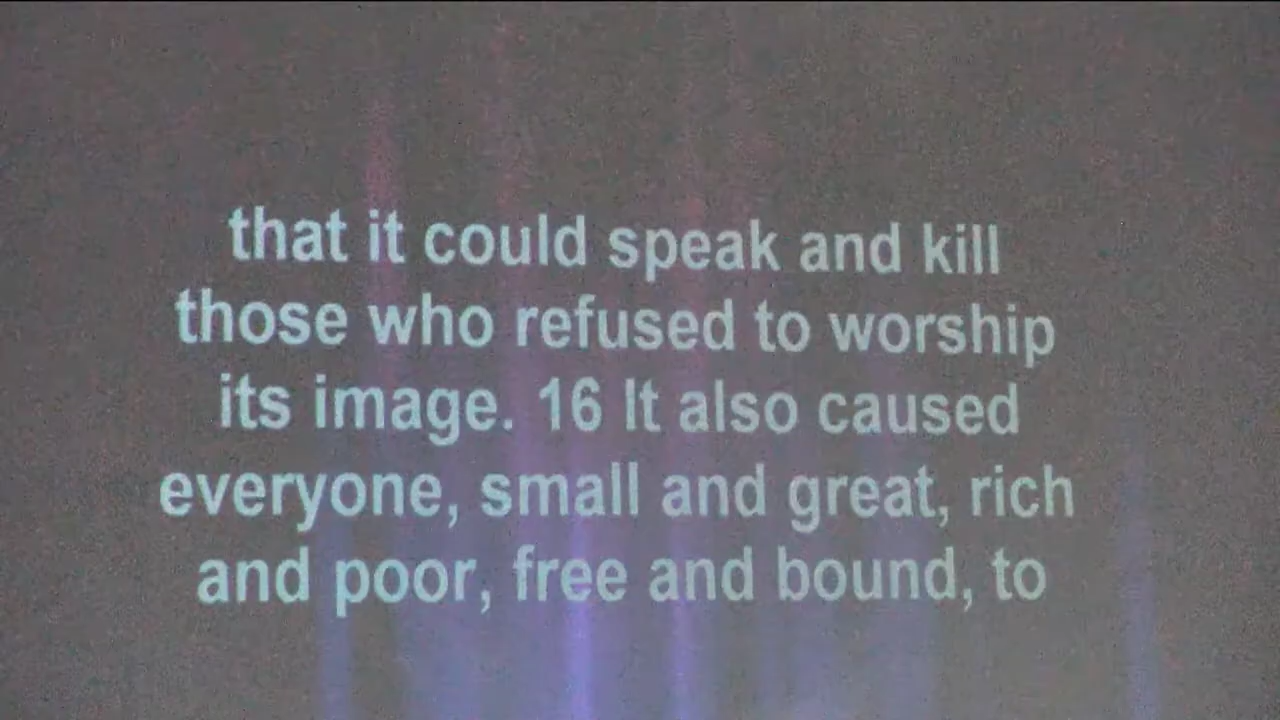 that it could speak and kill
those who refused to worship
its image. 16 It also caused
everyone, small and great, rich
and poor, free and bound, to